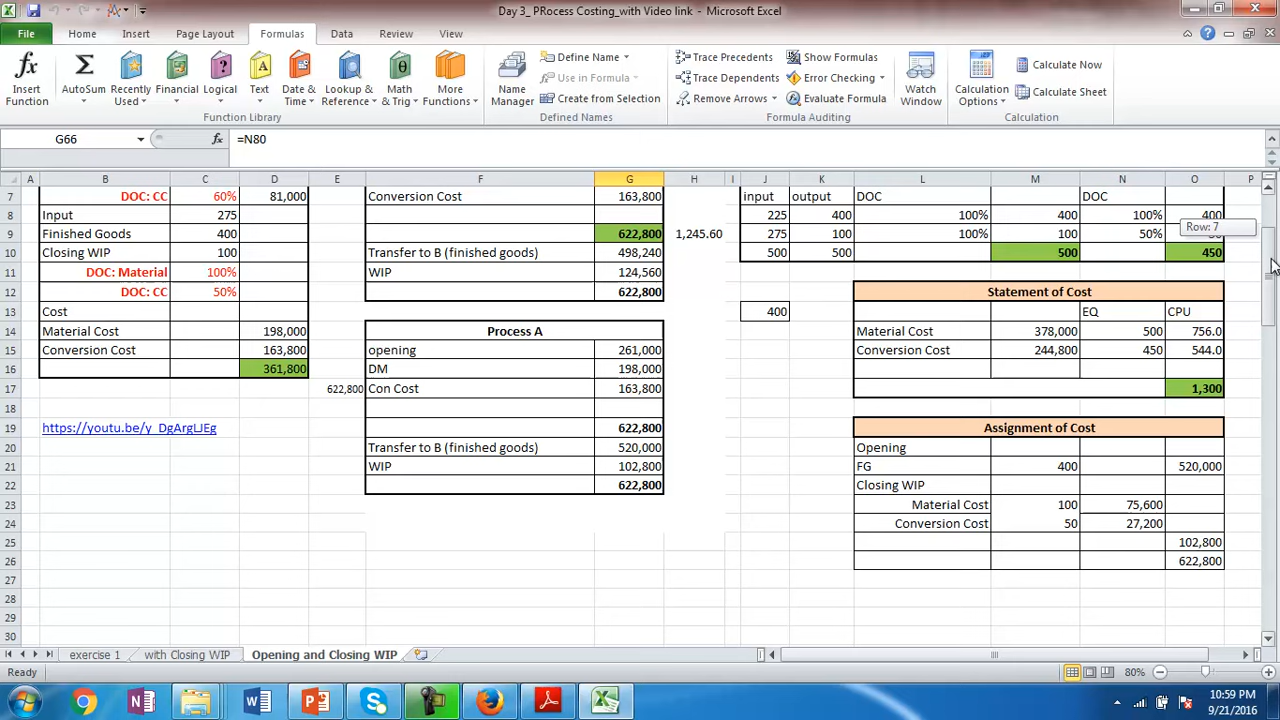 Day 3_ PRocess Costing_with Video link - Microsoft Excel
File Home Insert Page Layout Formulas Data Review View
Insert Function
AutoSum
Recently Used
Financial
Logical
Text
Date & Time
Lookup & Reference
Math & Trig
More Functions
Function Library
Name Manager
Define Name
Use in Formula
Create from Selection
Defined Names
Trace Precedents
Trace Dependents
Remove Arrows
Show Formulas
Error Checking
Evaluate Formula
Formula Auditing
Watch Window
Calculation Options
Calculate Now
Calculate Sheet
Calculation
G66 fx =N80
A B C D E F G H I J K L M N O P
7 DOC: CC 60% 81,000 Conversion Cost 163,800 input output DOC DOC
8 Input 275 225 400 100% 400 100% 400
Row: 7
9 Finished Goods 400 622,800 1,245.60 275 100 100% 100 50%
10 Closing WIP 100 Transfer to B (finished goods) 498,240 500 500 500 450
11 DOC: Material 100% WIP 124,560
12 DOC: CC 50% 622,800 Statement of Cost
13 Cost 400 EQ CPU
14 Material Cost 198,000 Process A Material Cost 378,000 500 756.0
15 Conversion Cost 163,800 opening 261,000 Conversion Cost 244,800 450 544.0
16 361,800 DM 198,000
17 622,800 Con Cost 163,800 1,300
18
19 https://youtu.be/y_DgArgLJEg 622,800 Assignment of Cost
20 Transfer to B (finished goods) 520,000 Opening
21 WIP 102,800 FG 400 520,000
22 622,800 Closing WIP
23 Material Cost 100 75,600
24 Conversion Cost 50 27,200
25 102,800
26 622,800
27
28
29
30
exercise 1 with Closing WIP Opening and Closing WIP
Ready 80%
10:59 PM
9/21/2016